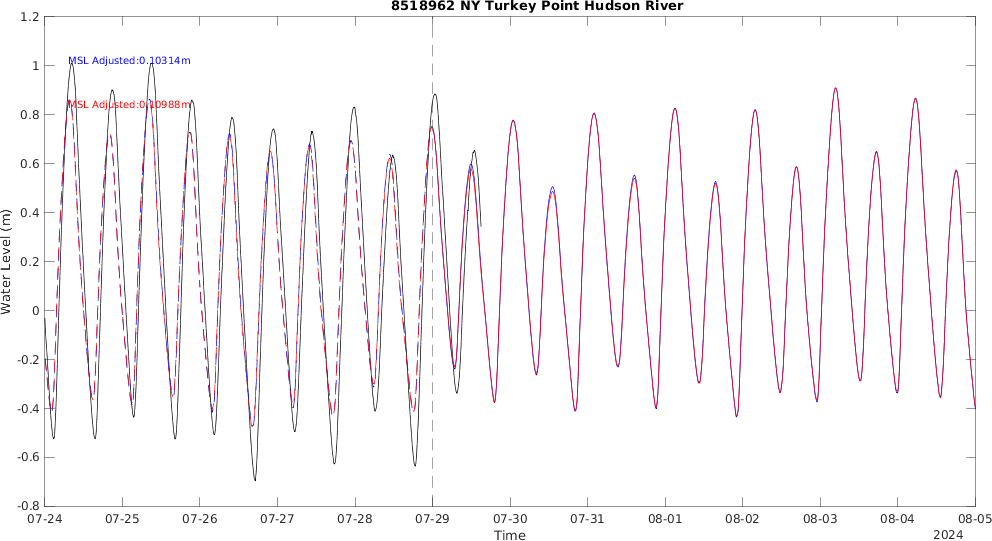 8518962 NY Turkey Point Hudson River
1.2
1
0.8
0.6
0.4
0.2
0
-0.2
-0.4
-0.6
-0.8
Water Level (m)
MSL Adjusted:0.10314m
MSL Adjusted:0.10988m
07-24 07-25 07-26 07-27 07-28 07-29 07-30 07-31 08-01 08-02 08-03 08-04 08-05
Time
2024